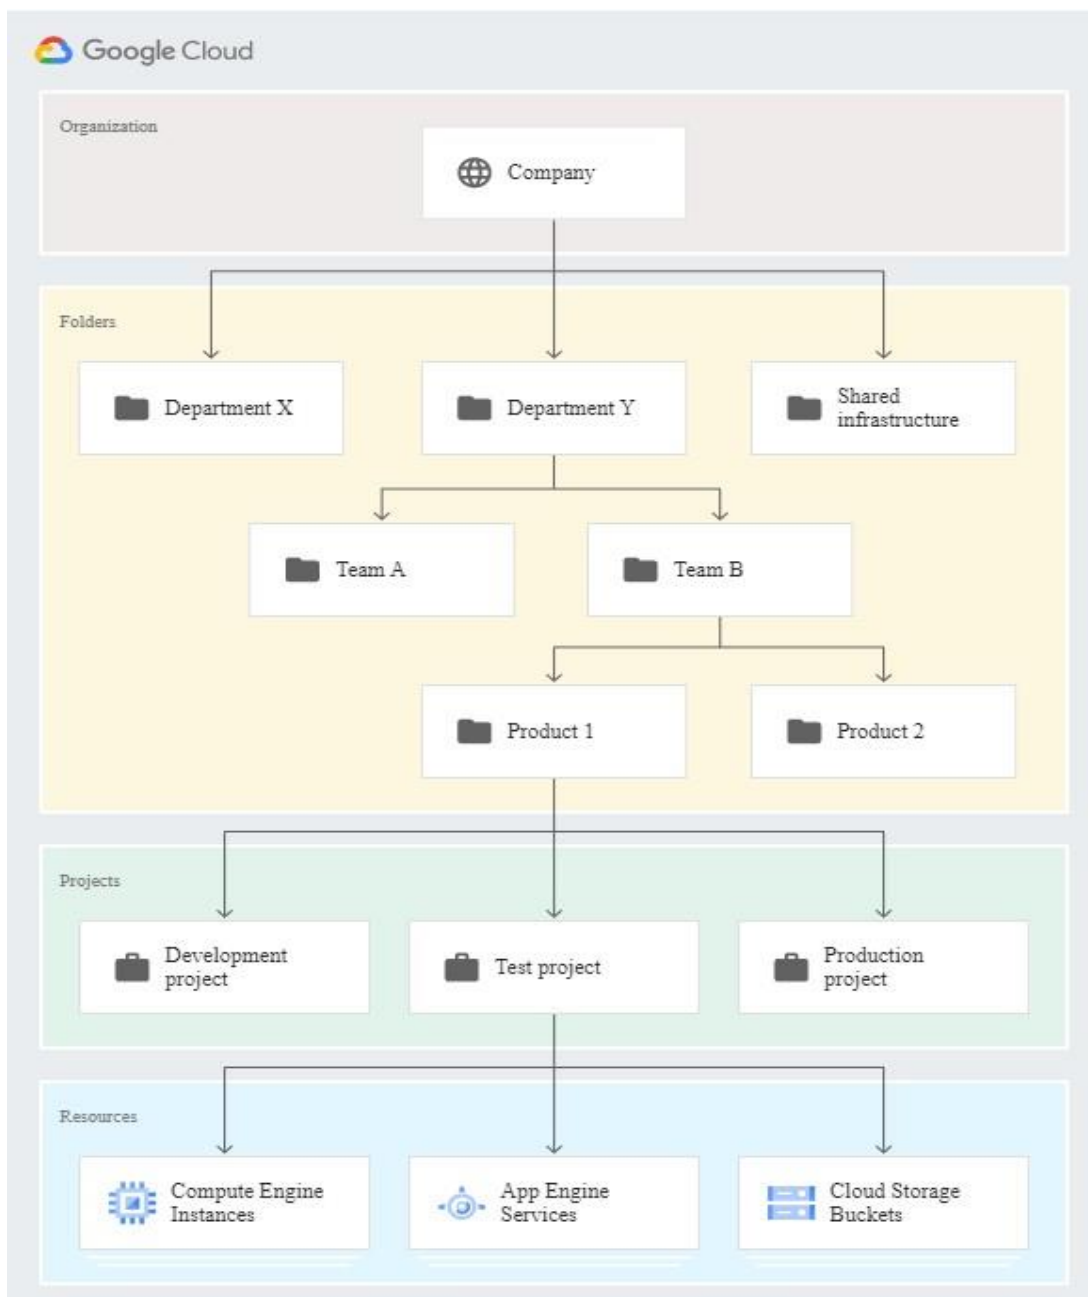 Google Cloud
Organization
Company
Folders
Department X
Department Y
Shared
infrastructure
Team A
Team B
Product 1
Product 2
Projects
Development
project
Test project
Production
project
Resources
Compute Engine
Instances
App Engine
Services
Cloud Storage
Buckets